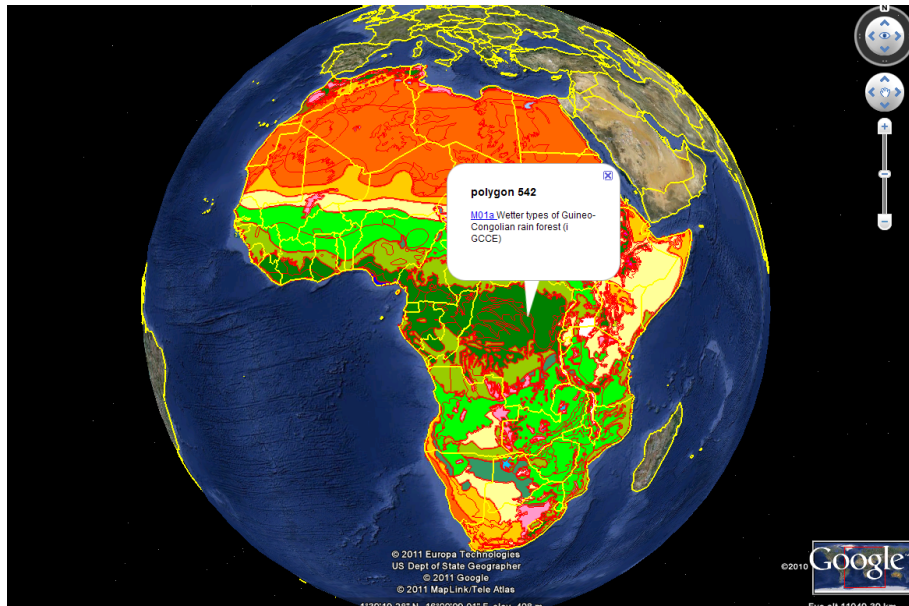 N
polygon 542
M01a Wetter types of Guineo-
Congolian rain forest (i
GCCE)
© 2011 Europa Technologies
US Dept of State Geographer
© 2011 Google
© 2011 MapLink/Tele Atlas
©2010 Google